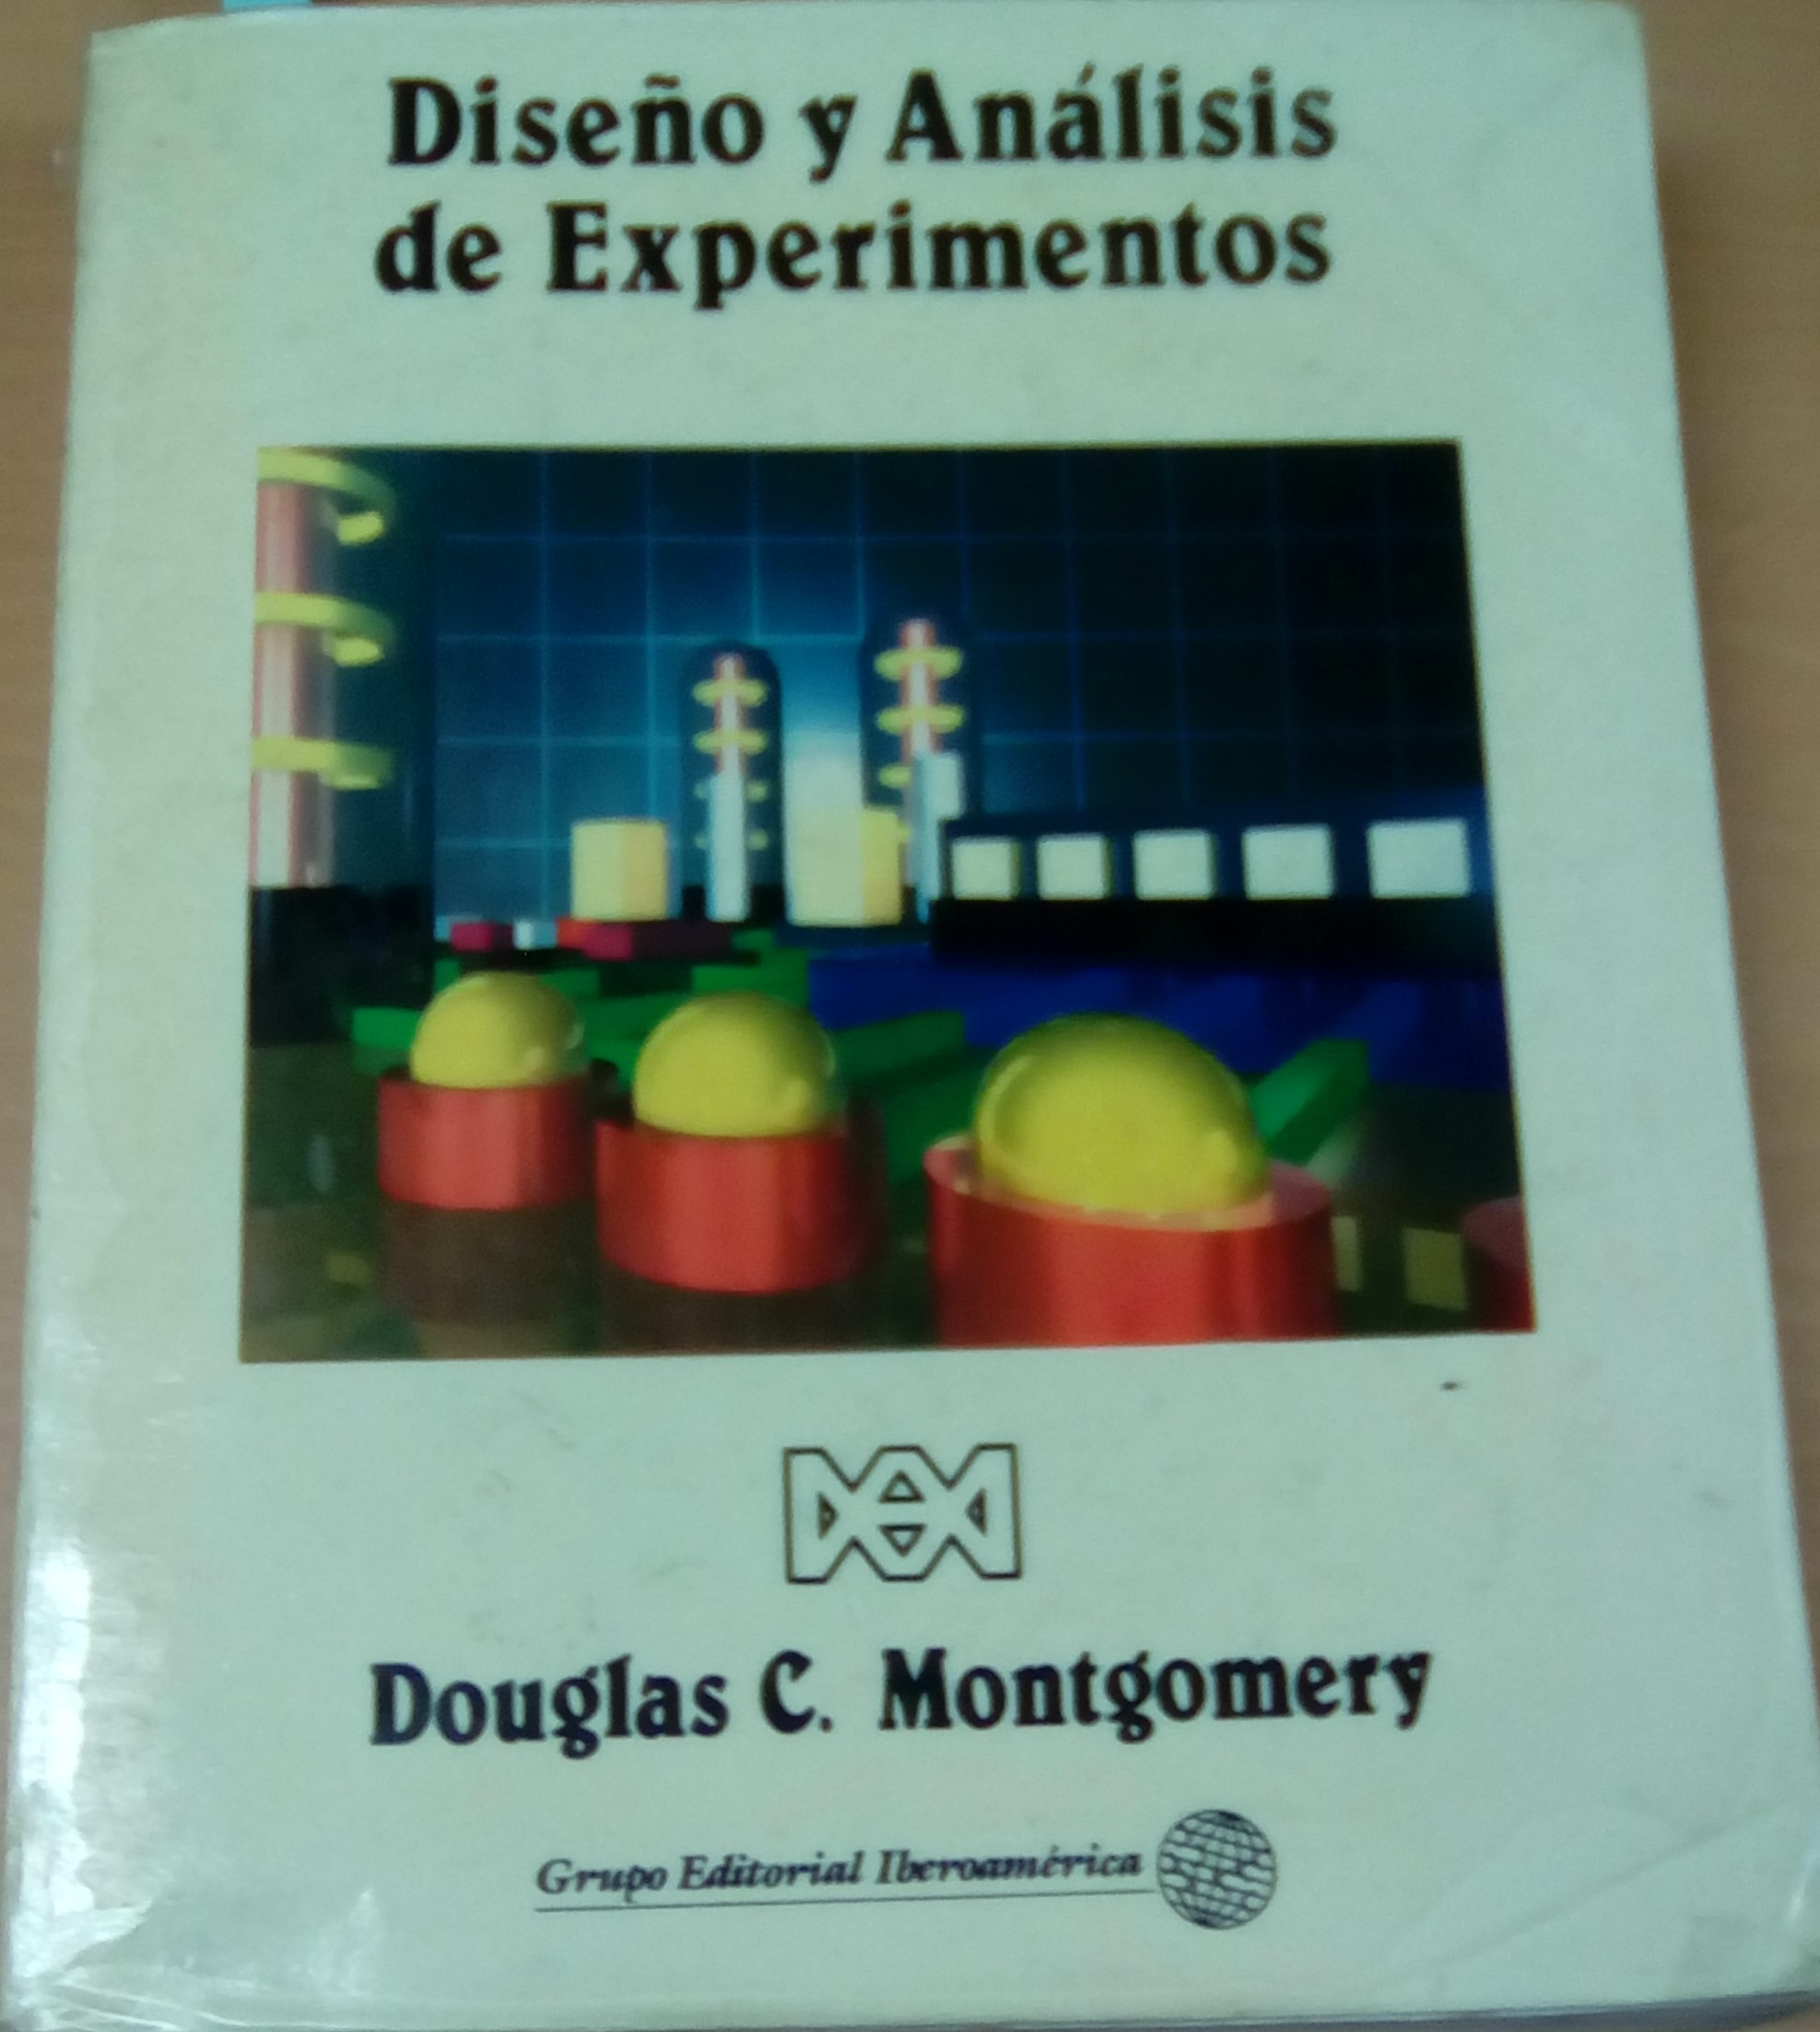 Diseño y Análisis
de Experimentos
Douglas C. Montgomery
Grupo Editorial Iberoamérica